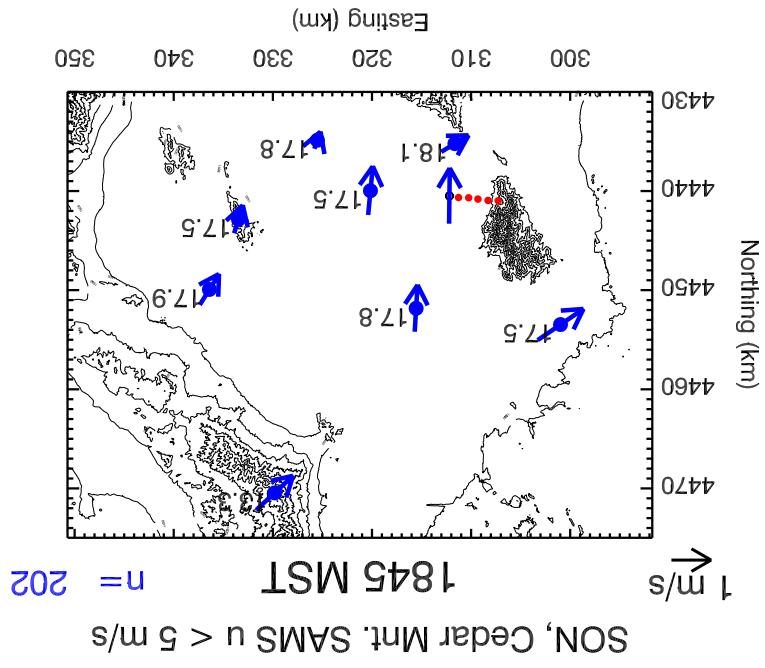 SON, Cedar Mnt. SAMS u < 5 m/s
1 m/s
1845 MST
n= 202
Northing (km)
4470
4460
4450
4440
4430
17.5
17.8
17.9
17.5
17.5
18.1
17.8
300 310 320 330 340 350
Easting (km)